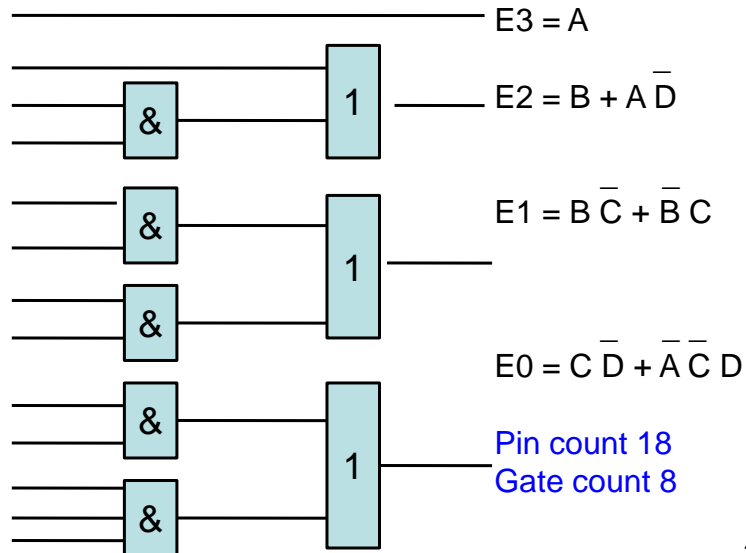 E3 = A
1
E2 = B + A D̅
&
&
E1 = B C̅ + B̅ C
1
&
E0 = C D̅ + A̅ C̅ D
&
1
Pin count 18
Gate count 8
&